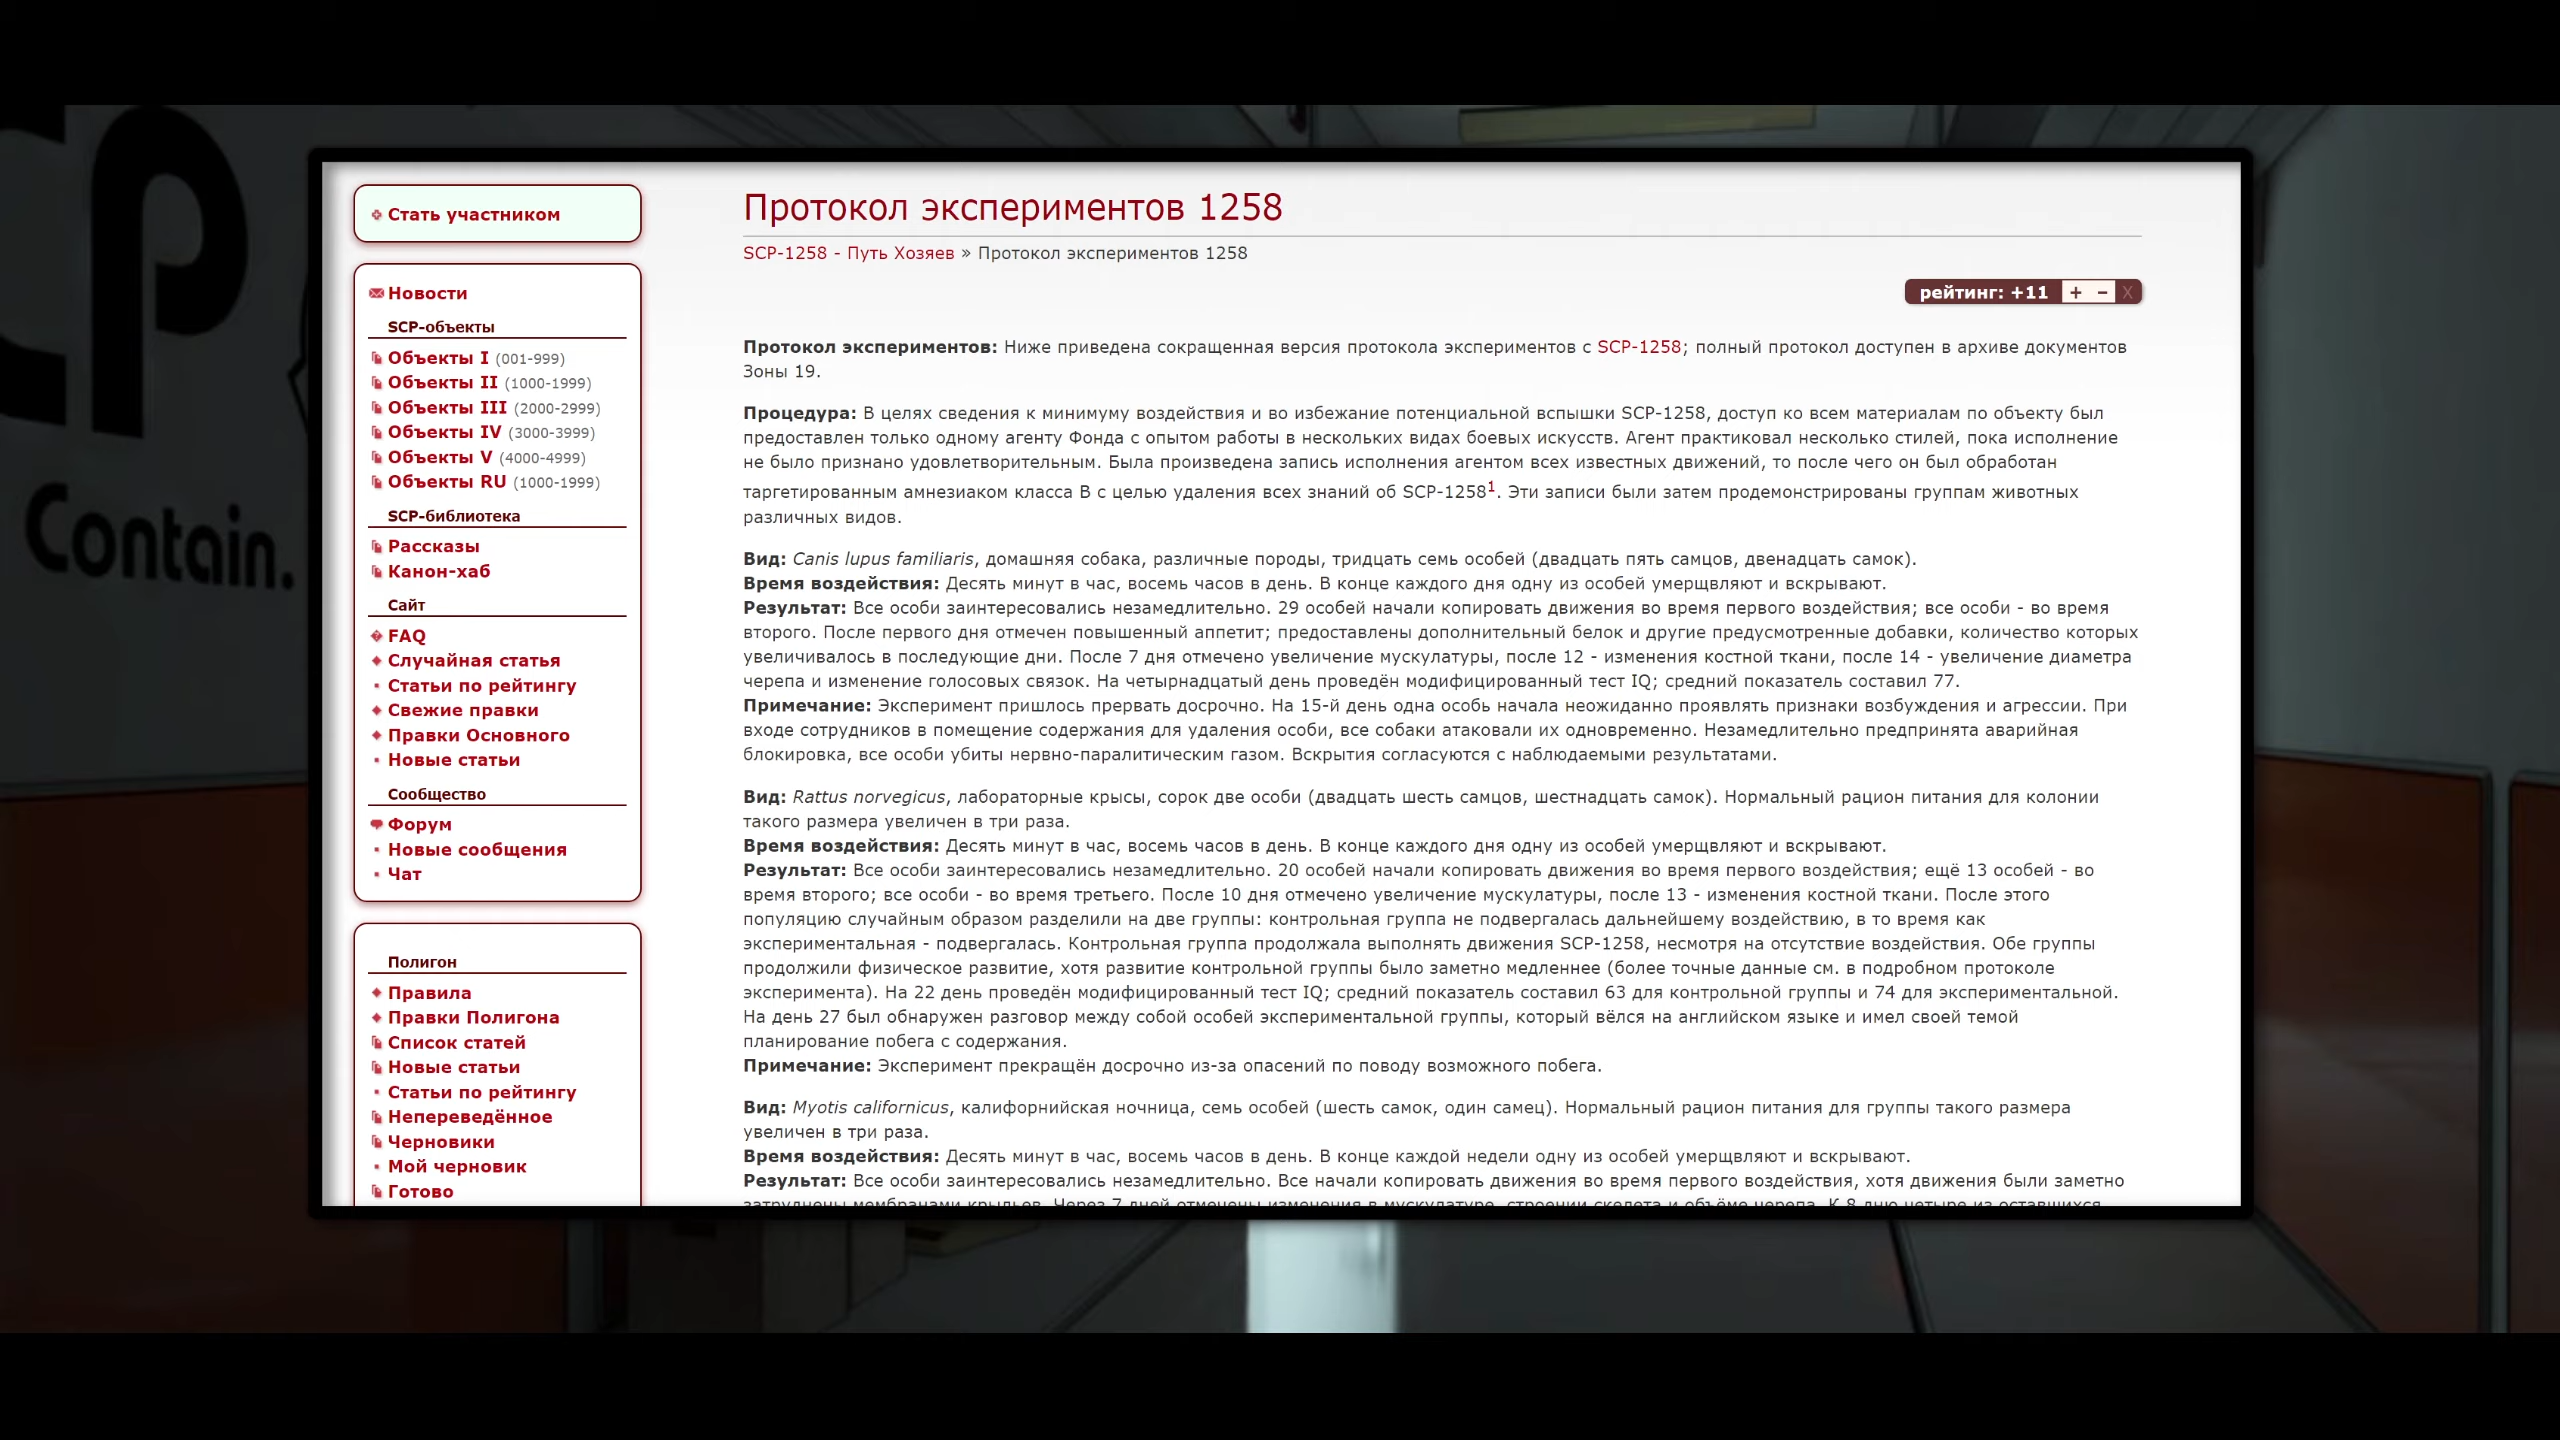 CP
Contain.
Стать участником
Новости
SCP-объекты
Объекты I (001-999)
Объекты II (1000-1999)
Объекты III (2000-2999)
Объекты IV (3000-3999)
Объекты V (4000-4999)
Объекты RU (1000-1999)
SCP-библиотека
Рассказы
Канон-хаб
Сайт
FAQ
Случайная статья
Статьи по рейтингу
Свежие правки
Правки Основного
Новые статьи
Сообщество
Форум
Новые сообщения
Чат
Полигон
Правила
Правки Полигона
Список статей
Новые статьи
Статьи по рейтингу
Непереведённое
Черновики
Мой черновик
Готово
Протокол экспериментов 1258
SCP-1258 - Путь Хозяев » Протокол экспериментов 1258
рейтинг: +11 + – X
Протокол экспериментов: Ниже приведена сокращенная версия протокола экспериментов с SCP-1258; полный протокол доступен в архиве документов
Зоны 19.
Процедура: В целях сведения к минимуму воздействия и во избежание потенциальной вспышки SCP-1258, доступ ко всем материалам по объекту был
предоставлен только одному агенту Фонда с опытом работы в нескольких видах боевых искусств. Агент практиковал несколько стилей, пока исполнение
не было признано удовлетворительным. Была произведена запись исполнения агентом всех известных движений, то после чего он был обработан
таргетированным амнезиаком класса B с целью удаления всех знаний об SCP-1258¹. Эти записи были затем продемонстрированы группам животных
различных видов.
Вид: Canis lupus familiaris, домашняя собака, различные породы, тридцать семь особей (двадцать пять самцов, двенадцать самок).
Время воздействия: Десять минут в час, восемь часов в день. В конце каждого дня одну из особей умерщвляют и вскрывают.
Результат: Все особи заинтересовались незамедлительно. 29 особей начали копировать движения во время первого воздействия; все особи - во время
второго. После первого дня отмечен повышенный аппетит; предоставлены дополнительный белок и другие предусмотренные добавки, количество которых
увеличивалось в последующие дни. После 7 дня отмечено увеличение мускулатуры, после 12 - изменения костной ткани, после 14 - увеличение диаметра
черепа и изменение голосовых связок. На четырнадцатый день проведён модифицированный тест IQ; средний показатель составил 77.
Примечание: Эксперимент пришлось прервать досрочно. На 15-й день одна особь начала неожиданно проявлять признаки возбуждения и агрессии. При
входе сотрудников в помещение содержания для удаления особи, все собаки атаковали их одновременно. Незамедлительно предпринята аварийная
блокировка, все особи убиты нервно-паралитическим газом. Вскрытия согласуются с наблюдаемыми результатами.
Вид: Rattus norvegicus, лабораторные крысы, сорок две особи (двадцать шесть самцов, шестнадцать самок). Нормальный рацион питания для колонии
такого размера увеличен в три раза.
Время воздействия: Десять минут в час, восемь часов в день. В конце каждого дня одну из особей умерщвляют и вскрывают.
Результат: Все особи заинтересовались незамедлительно. 20 особей начали копировать движения во время первого воздействия; ещё 13 особей - во
время второго; все особи - во время третьего. После 10 дня отмечено увеличение мускулатуры, после 13 - изменения костной ткани. После этого
популяцию случайным образом разделили на две группы: контрольная группа не подвергалась дальнейшему воздействию, в то время как
экспериментальная - подвергалась. Контрольная группа продолжала выполнять движения SCP-1258, несмотря на отсутствие воздействия. Обе группы
продолжили физическое развитие, хотя развитие контрольной группы было заметно медленнее (более точные данные см. в подробном протоколе
эксперимента). На 22 день проведён модифицированный тест IQ; средний показатель составил 63 для контрольной группы и 74 для экспериментальной.
На день 27 был обнаружен разговор между собой особей экспериментальной группы, который вёлся на английском языке и имел своей темой
планирование побега с содержания.
Примечание: Эксперимент прекращён досрочно из-за опасений по поводу возможного побега.
Вид: Myotis californicus, калифорнийская ночница, семь особей (шесть самок, один самец). Нормальный рацион питания для группы такого размера
увеличен в три раза.
Время воздействия: Десять минут в час, восемь часов в день. В конце каждой недели одну из особей умерщвляют и вскрывают.
Результат: Все особи заинтересовались незамедлительно. Все начали копировать движения во время первого воздействия, хотя движения были заметно
затруднены мембранами крыльев. Через 7 дней отмечены изменения в мускулатуре, строении скелета и объёме черепа. К 8 дню четыре из оставшихся